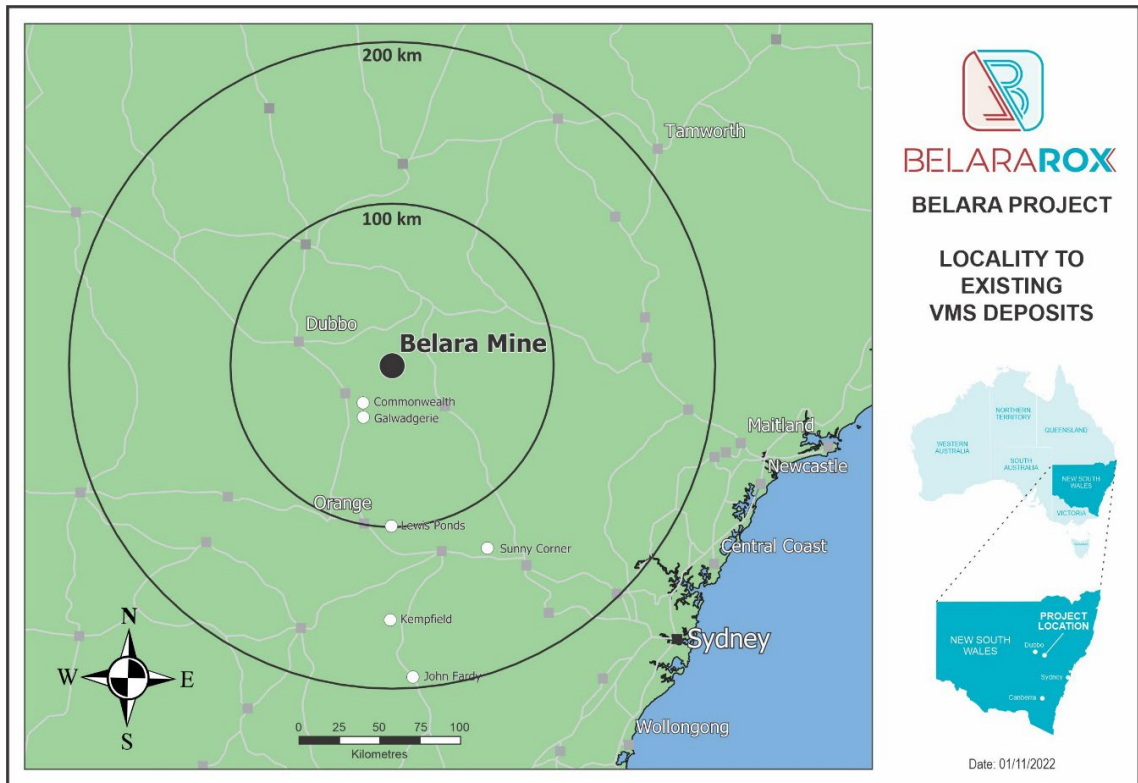 200 km
Tamworth
100 km
Dubbo
Belara Mine
Commonwealth
Galwadgerie
Maitland
Newcastle
Orange
Lewis Ponds
Sunny Corner
Central Coast
Kempfield
Sydney
John Fardy
Wollongong
N
W
E
S
0 25 50 75 100
Kilometres
BELARAROX
BELARA PROJECT
LOCALITY TO
EXISTING
VMS DEPOSITS
NORTHERN
TERRITORY
QUEENSLAND
WESTERN
AUSTRALIA
SOUTH
AUSTRALIA
NEW SOUTH
WALES
VICTORIA
PROJECT
LOCATION
NEW SOUTH
WALES
Dubbo
Sydney
Canberra
Date: 01/11/2022